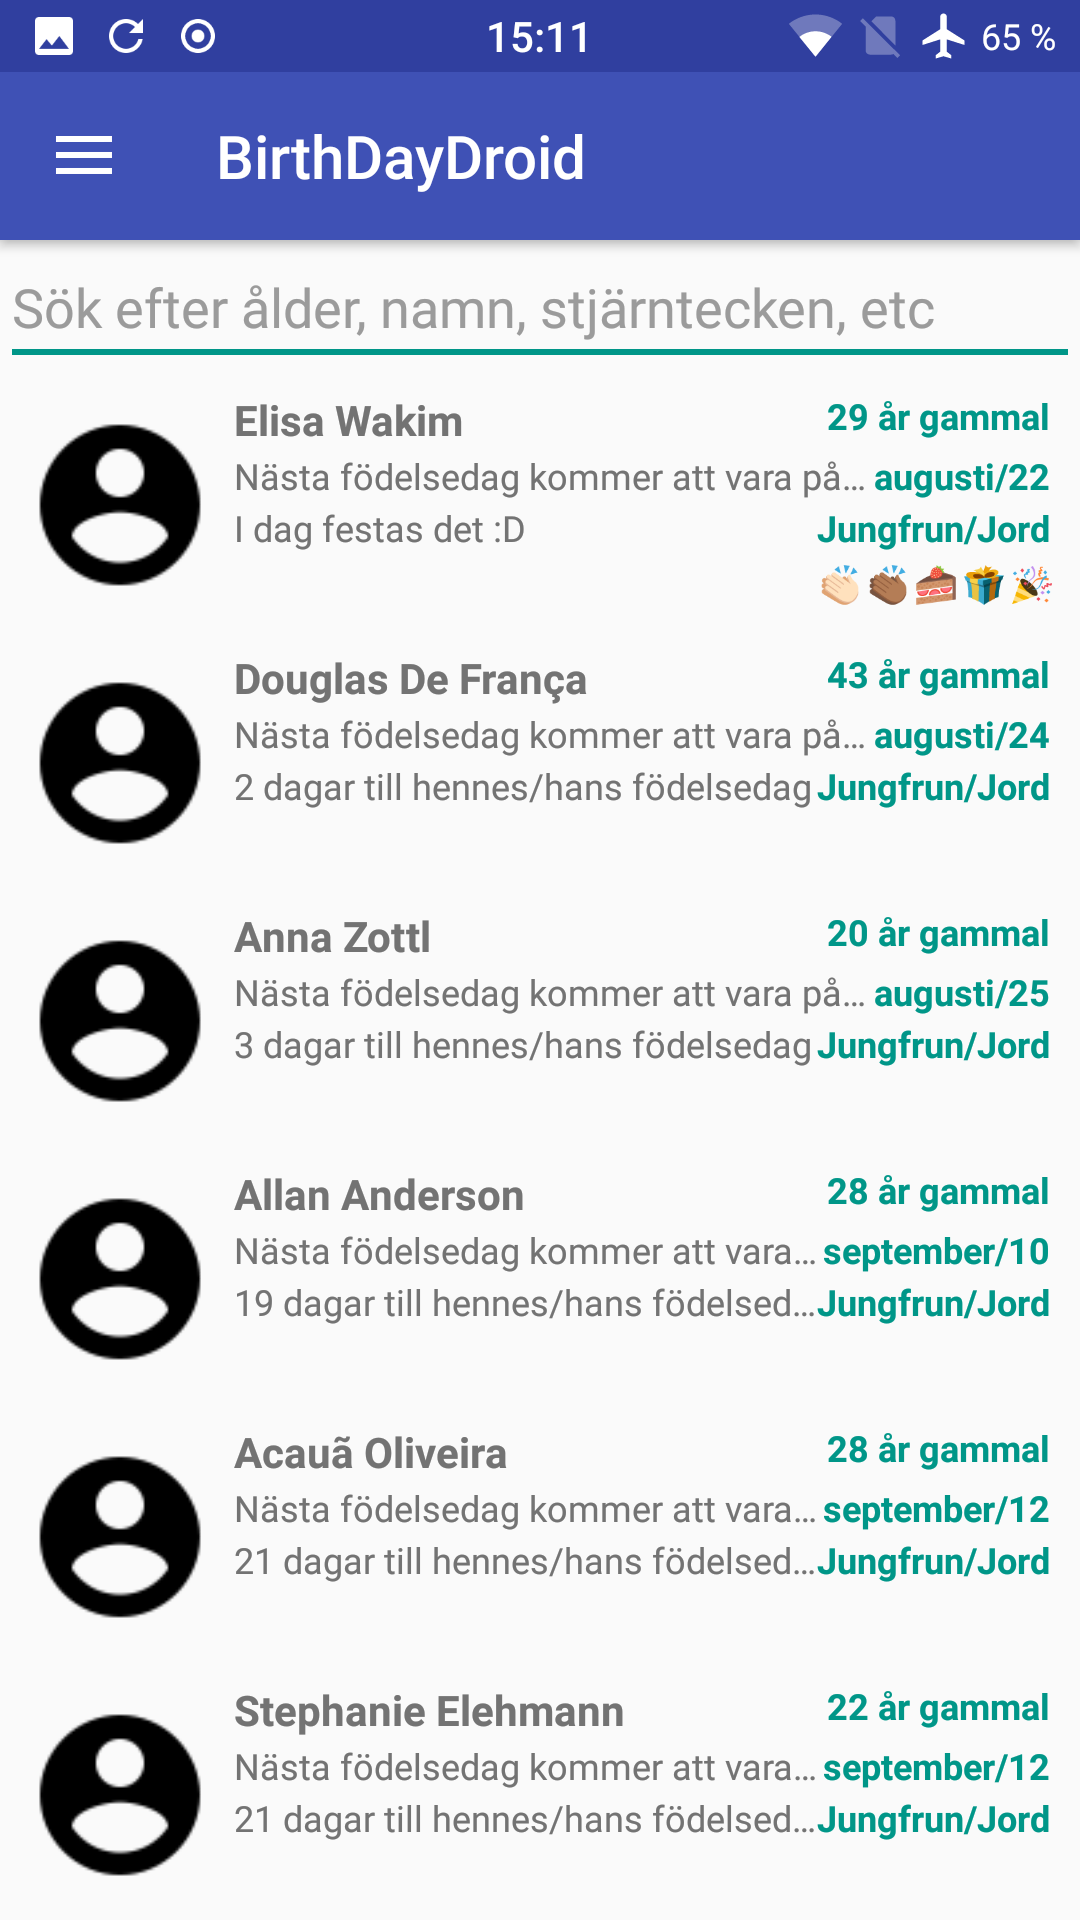 15:11 65 %
BirthDayDroid
Sök efter ålder, namn, stjärntecken, etc
Elisa Wakim 29 år gammal
Nästa födelsedag kommer att vara på... augusti/22
I dag festas det :D Jungfrun/Jord
Douglas De França 43 år gammal
Nästa födelsedag kommer att vara på... augusti/24
2 dagar till hennes/hans födelsedag Jungfrun/Jord
Anna Zottl 20 år gammal
Nästa födelsedag kommer att vara på... augusti/25
3 dagar till hennes/hans födelsedag Jungfrun/Jord
Allan Anderson 28 år gammal
Nästa födelsedag kommer att vara... september/10
19 dagar till hennes/hans födelsed... Jungfrun/Jord
Acauã Oliveira 28 år gammal
Nästa födelsedag kommer att vara... september/12
21 dagar till hennes/hans födelsed... Jungfrun/Jord
Stephanie Elehmann 22 år gammal
Nästa födelsedag kommer att vara... september/12
21 dagar till hennes/hans födelsed... Jungfrun/Jord